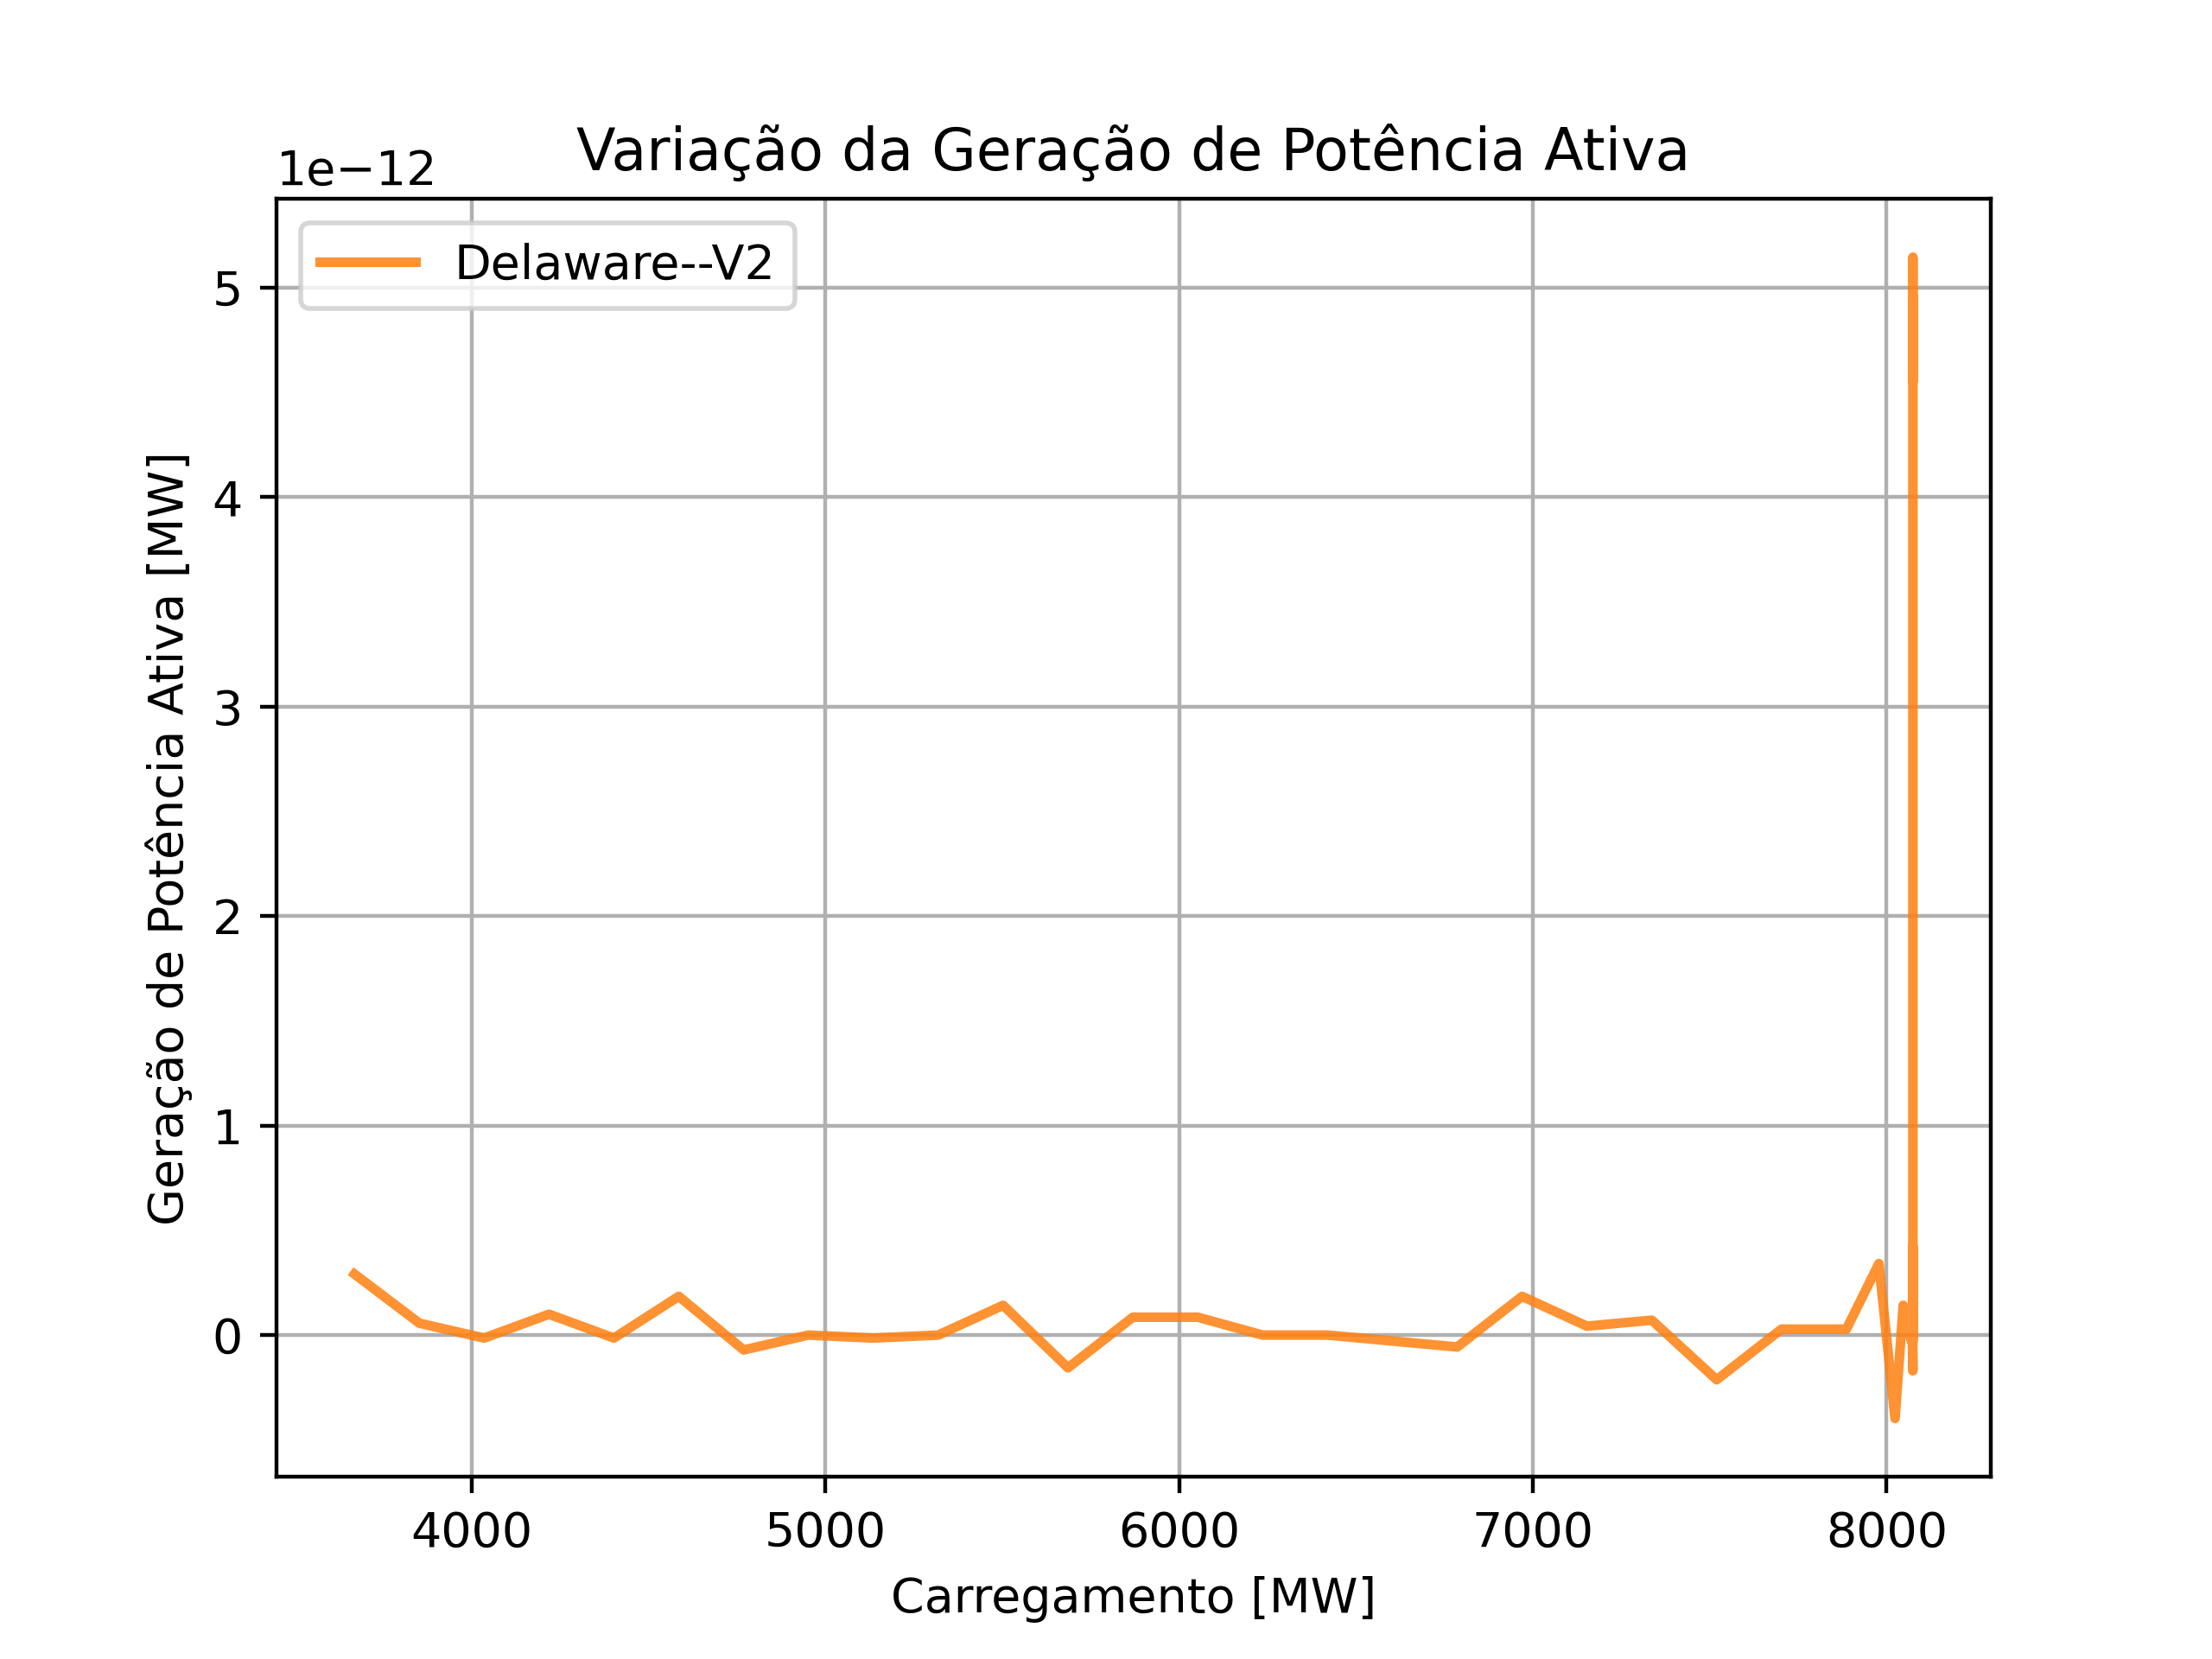 Variação da Geração de Potência Ativa
1e−12
Delaware--V2
5
4
3
2
1
0
Geração de Potência Ativa [MW]
4000 5000 6000 7000 8000
Carregamento [MW]